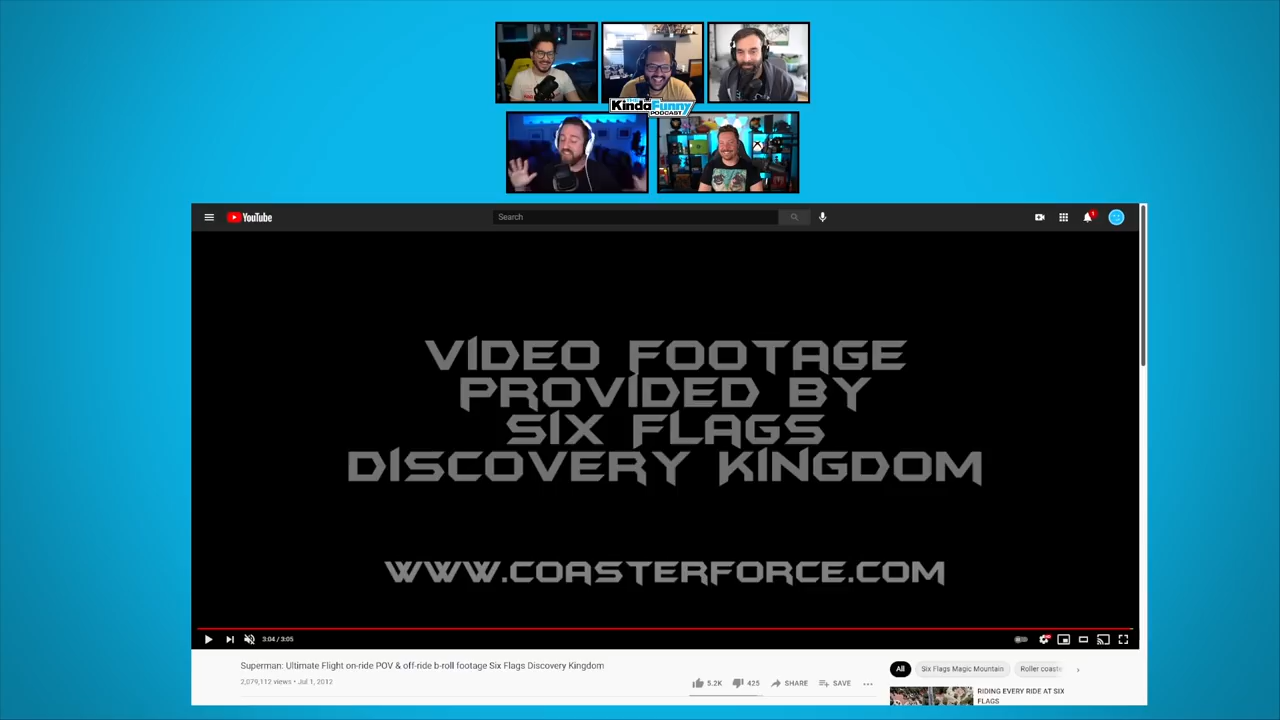 KindaFunny
PODCAST
YouTube
Search
1
VIDEO FOOTAGE
PROVIDED BY
SIX FLAGS
DISCOVERY KINGDOM
WWW.COASTERFORCE.COM
3:04 / 3:05
Superman: Ultimate Flight on-ride POV & off-ride b-roll footage Six Flags Discovery Kingdom
2,079,112 views • Jul 1, 2012
5.2K
425
SHARE
SAVE
All
Six Flags Magic Mountain
Roller coaste
RIDING EVERY RIDE AT SIX
FLAGS